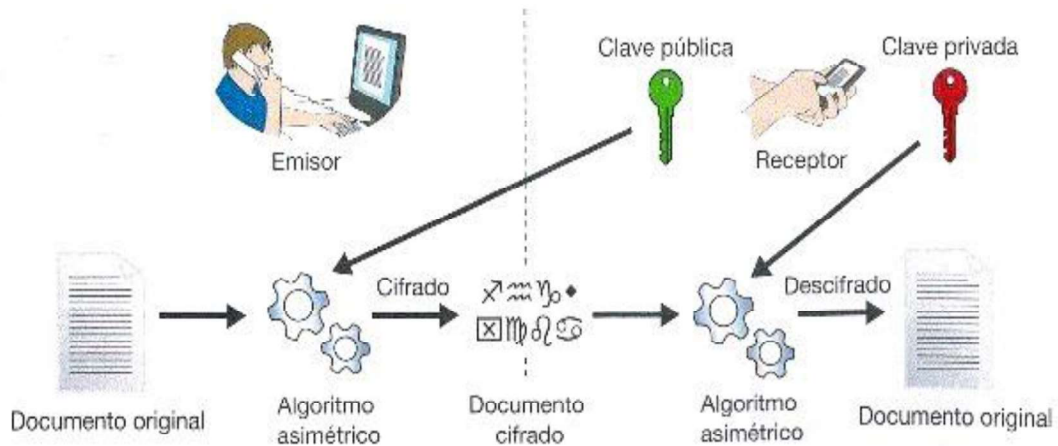 Clave pública
Clave privada
Emisor
Receptor
Cifrado
Descifrado
Documento original
Algoritmo
asimétrico
Documento
cifrado
Algoritmo
asimétrico
Documento original